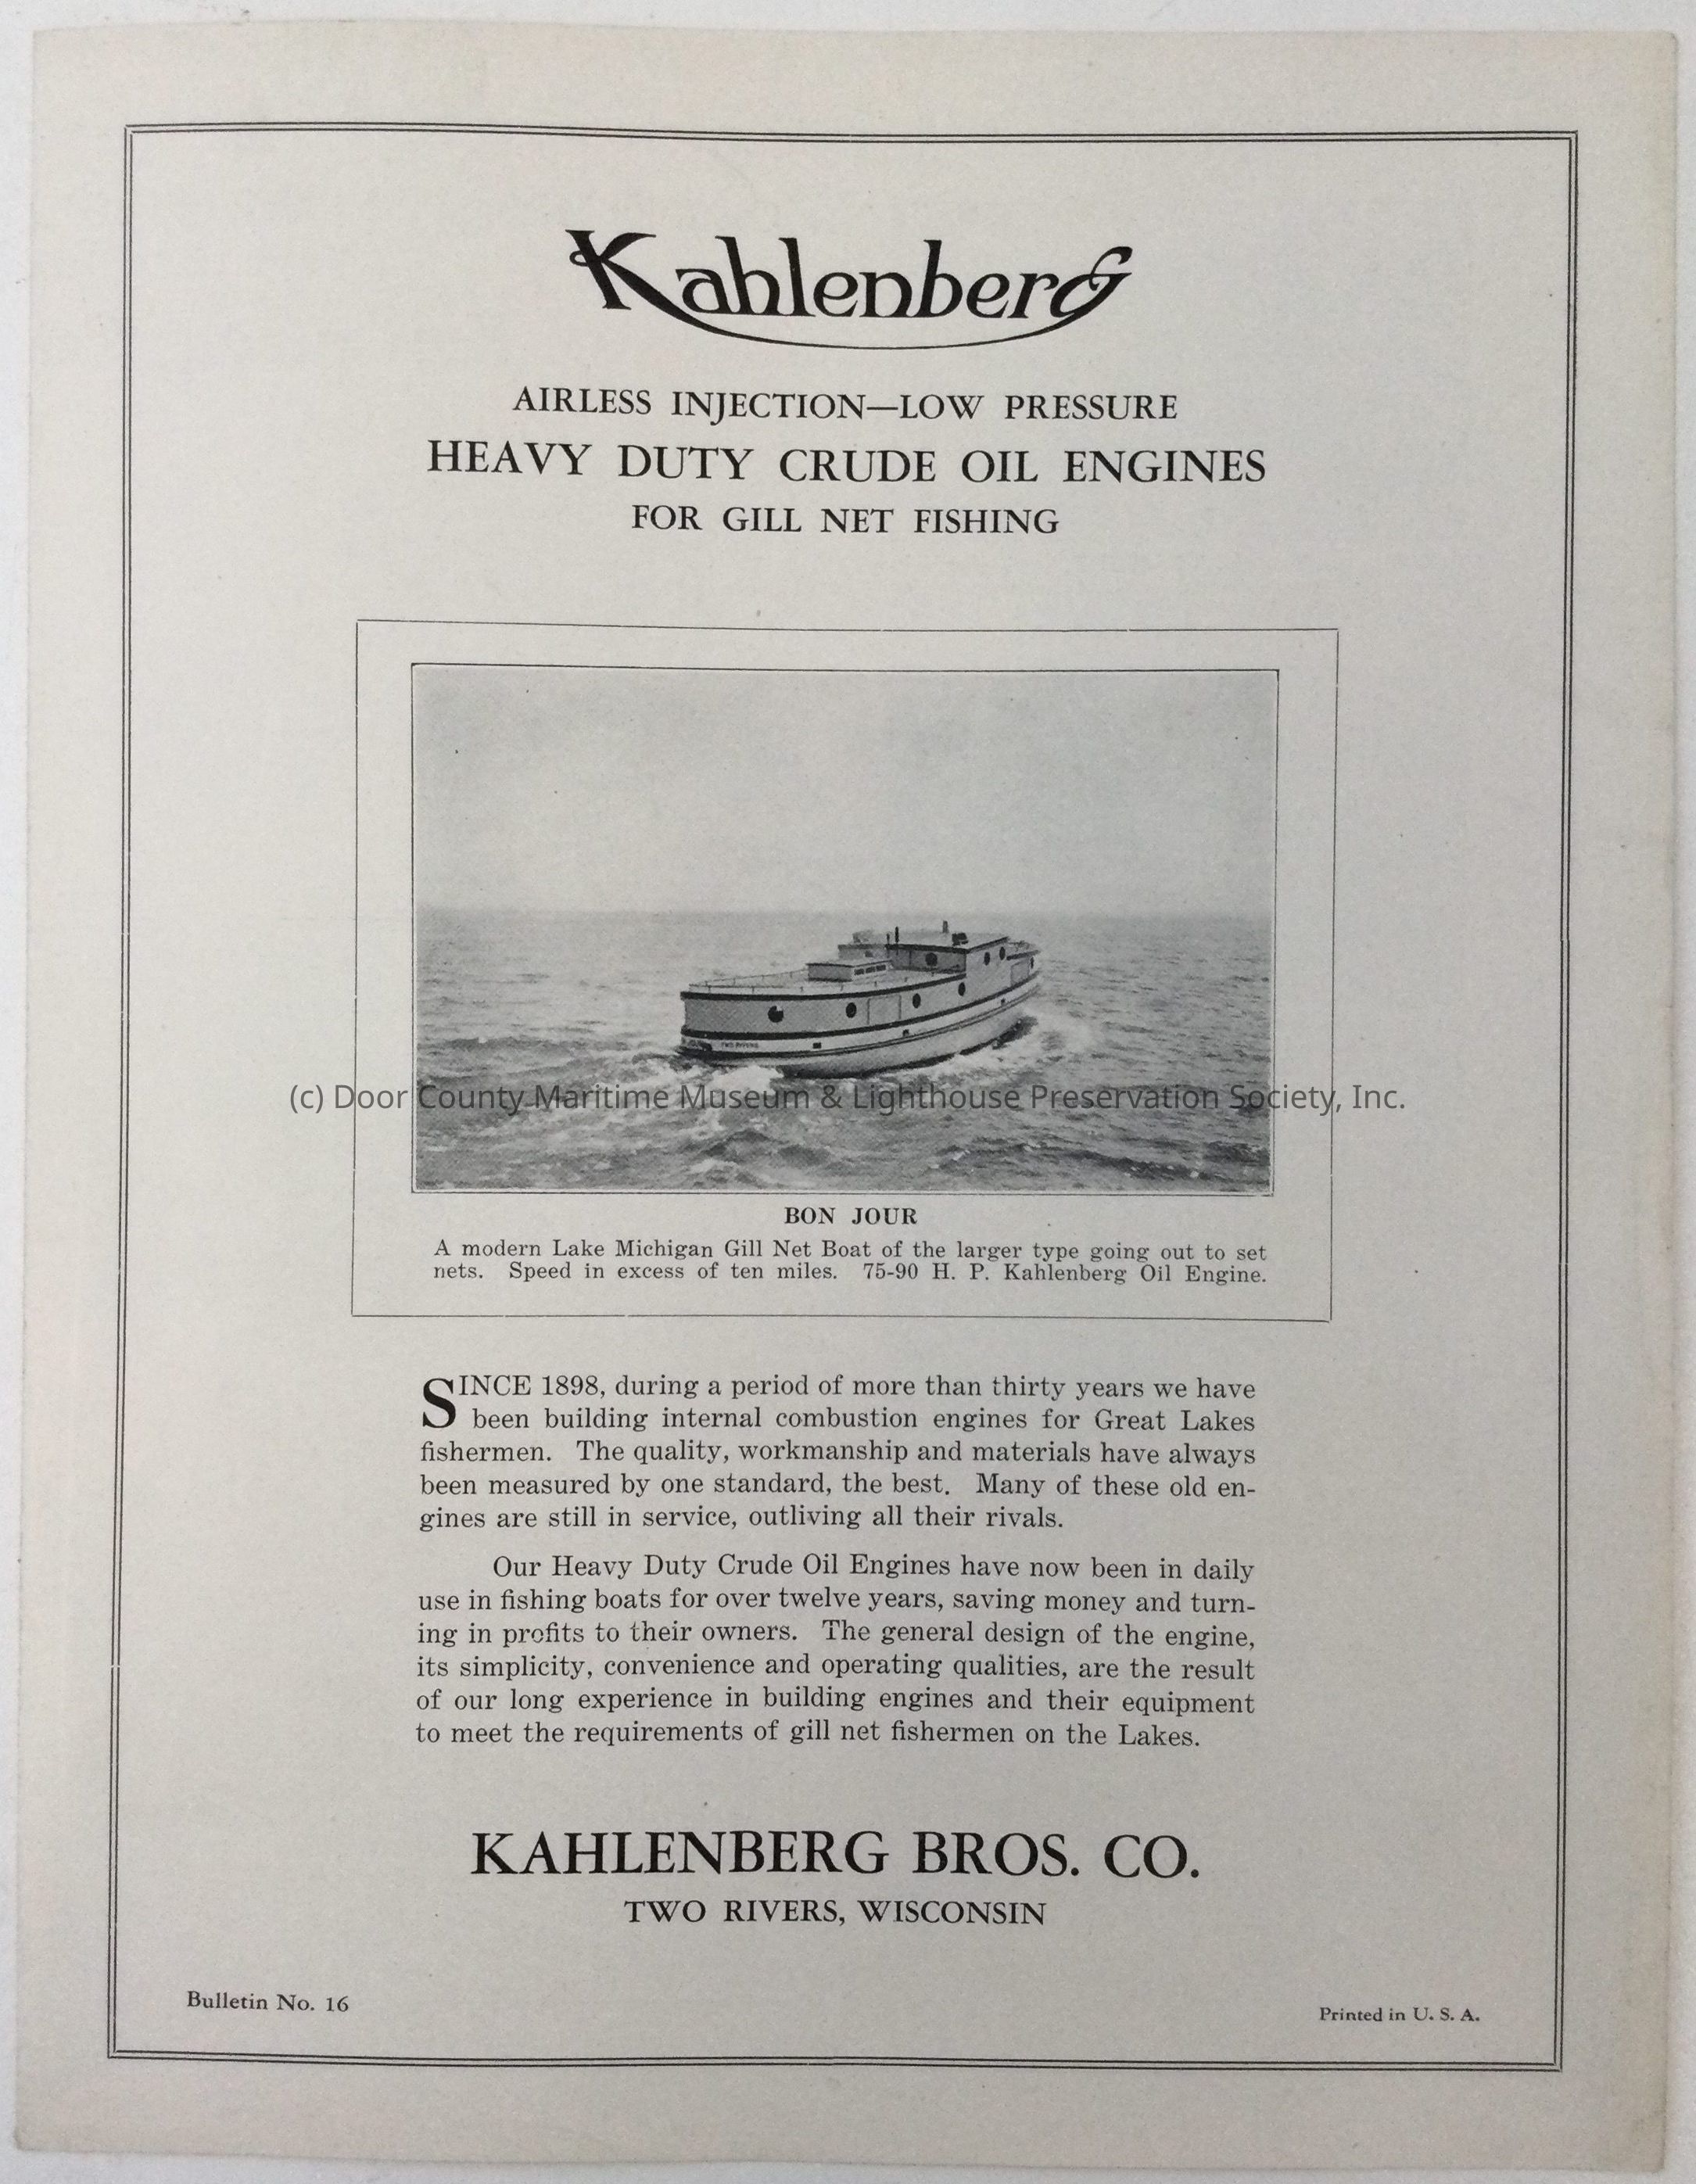 Kahlenberg
AIRLESS INJECTION—LOW PRESSURE
HEAVY DUTY CRUDE OIL ENGINES
FOR GILL NET FISHING
TWO RIVERS
(c) Door County Maritime Museum & Lighthouse Preservation Society, Inc.
BON JOUR
A modern Lake Michigan Gill Net Boat of the larger type going out to set
nets. Speed in excess of ten miles. 75-90 H. P. Kahlenberg Oil Engine.
SINCE 1898, during a period of more than thirty years we have
been building internal combustion engines for Great Lakes
fishermen. The quality, workmanship and materials have always
been measured by one standard, the best. Many of these old en-
gines are still in service, outliving all their rivals.
Our Heavy Duty Crude Oil Engines have now been in daily
use in fishing boats for over twelve years, saving money and turn-
ing in profits to their owners. The general design of the engine,
its simplicity, convenience and operating qualities, are the result
of our long experience in building engines and their equipment
to meet the requirements of gill net fishermen on the Lakes.
KAHLENBERG BROS. CO.
TWO RIVERS, WISCONSIN
Bulletin No. 16
Printed in U. S. A.